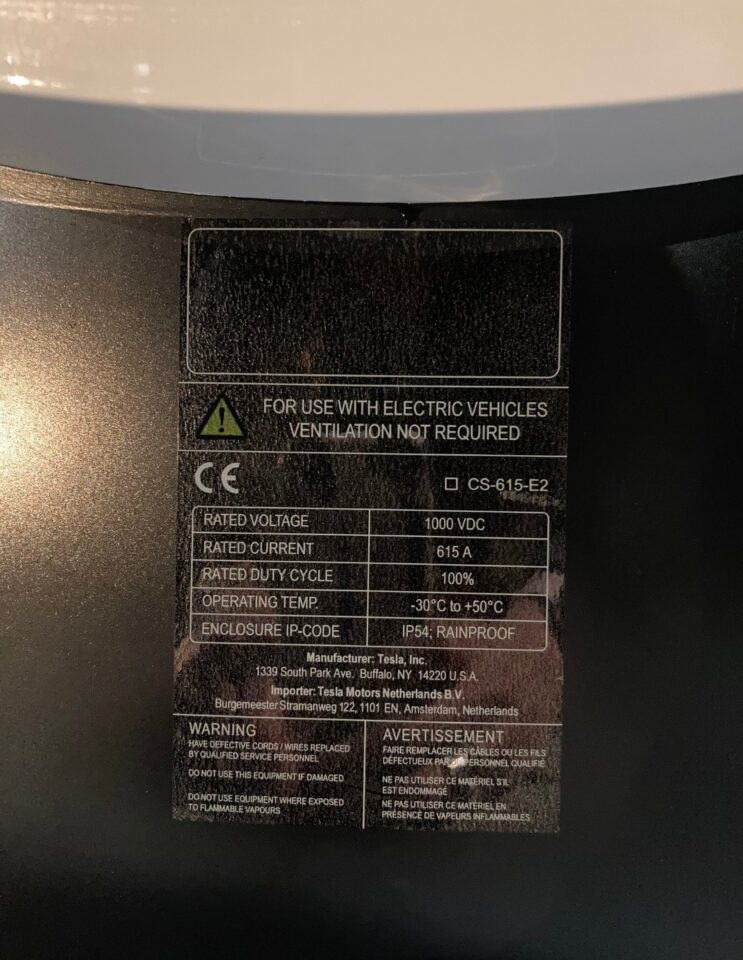 FOR USE WITH ELECTRIC VEHICLES
VENTILATION NOT REQUIRED
CE
CS-615-E2
RATED VOLTAGE 1000 VDC
RATED CURRENT 615 A
RATED DUTY CYCLE 100%
OPERATING TEMP. -30°C to +50°C
ENCLOSURE IP-CODE IP54; RAINPROOF
Manufacturer: Tesla, Inc.
1339 South Park Ave. Buffalo, NY 14220 U.S.A.
Importer: Tesla Motors Netherlands B.V.
Burgemeester Stramanweg 122, 1101 EN, Amsterdam, Netherlands
WARNING
HAVE DEFECTIVE CORDS / WIRES REPLACED
BY QUALIFIED SERVICE PERSONNEL
DO NOT USE THIS EQUIPMENT IF DAMAGED
DO NOT USE EQUIPMENT WHERE EXPOSED
TO FLAMMABLE VAPOURS
AVERTISSEMENT
FAIRE REMPLACER LES CÂBLES OU LES FILS
DÉFECTUEUX PAR PERSONNEL QUALIFIÉ
NE PAS UTILISER CE MATÉRIEL S'IL
EST ENDOMMAGÉ
NE PAS UTILISER CE MATÉRIEL EN
PRÉSENCE DE VAPEURS INFLAMMABLES